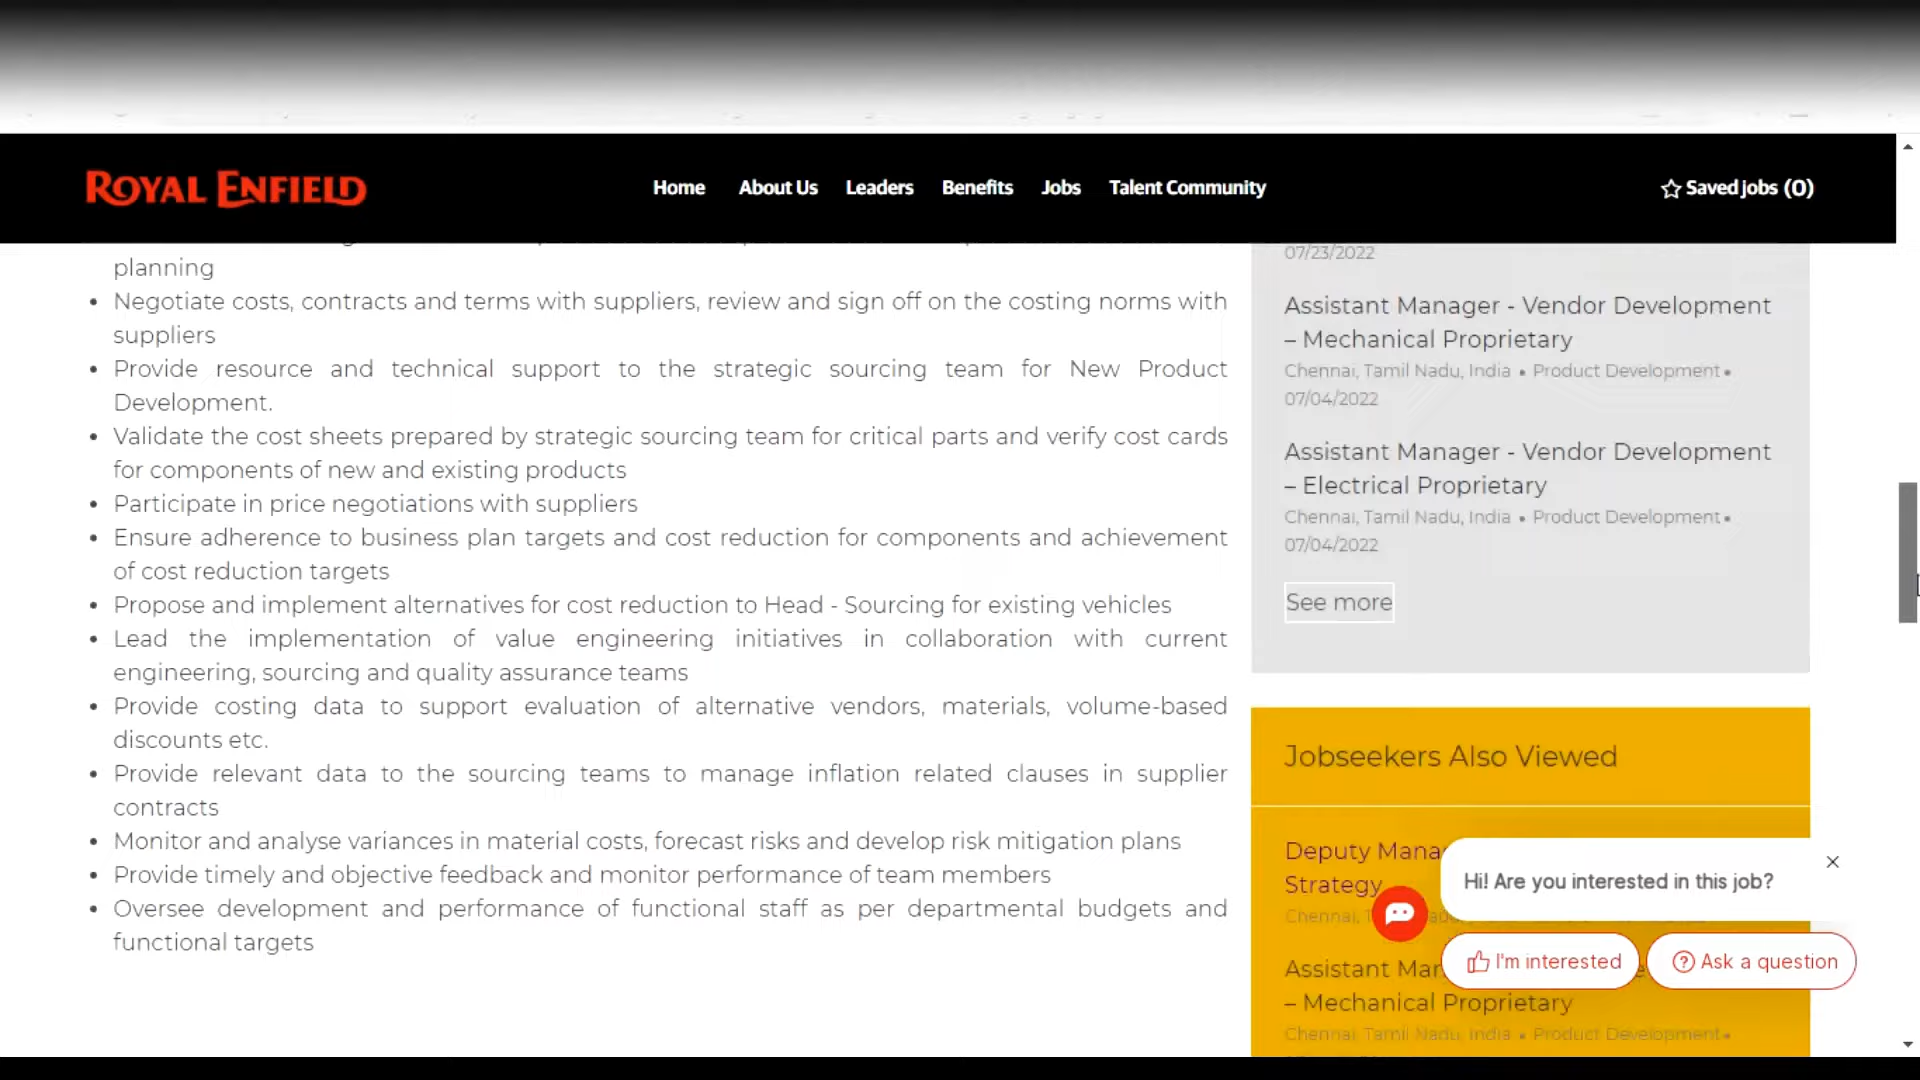 ROYAL ENFIELD
Home About Us Leaders Benefits Jobs Talent Community
Saved jobs (0)
planning
• Negotiate costs, contracts and terms with suppliers, review and sign off on the costing norms with
suppliers
• Provide resource and technical support to the strategic sourcing team for New Product
Development.
• Validate the cost sheets prepared by strategic sourcing team for critical parts and verify cost cards
for components of new and existing products
• Participate in price negotiations with suppliers
• Ensure adherence to business plan targets and cost reduction for components and achievement
of cost reduction targets
• Propose and implement alternatives for cost reduction to Head - Sourcing for existing vehicles
• Lead the implementation of value engineering initiatives in collaboration with current
engineering, sourcing and quality assurance teams
• Provide costing data to support evaluation of alternative vendors, materials, volume-based
discounts etc.
• Provide relevant data to the sourcing teams to manage inflation related clauses in supplier
contracts
• Monitor and analyse variances in material costs, forecast risks and develop risk mitigation plans
• Provide timely and objective feedback and monitor performance of team members
• Oversee development and performance of functional staff as per departmental budgets and
functional targets
07/23/2022
Assistant Manager - Vendor Development
– Mechanical Proprietary
Chennai, Tamil Nadu, India • Product Development •
07/04/2022
Assistant Manager - Vendor Development
– Electrical Proprietary
Chennai, Tamil Nadu, India • Product Development •
07/04/2022
See more
Jobseekers Also Viewed
Deputy
Strategy
Chennai,
Assistant
– Mechanical Proprietary
Chennai, Tamil Nadu, India • Product Development •
Hi! Are you interested in this job?
I'm interested
Ask a question